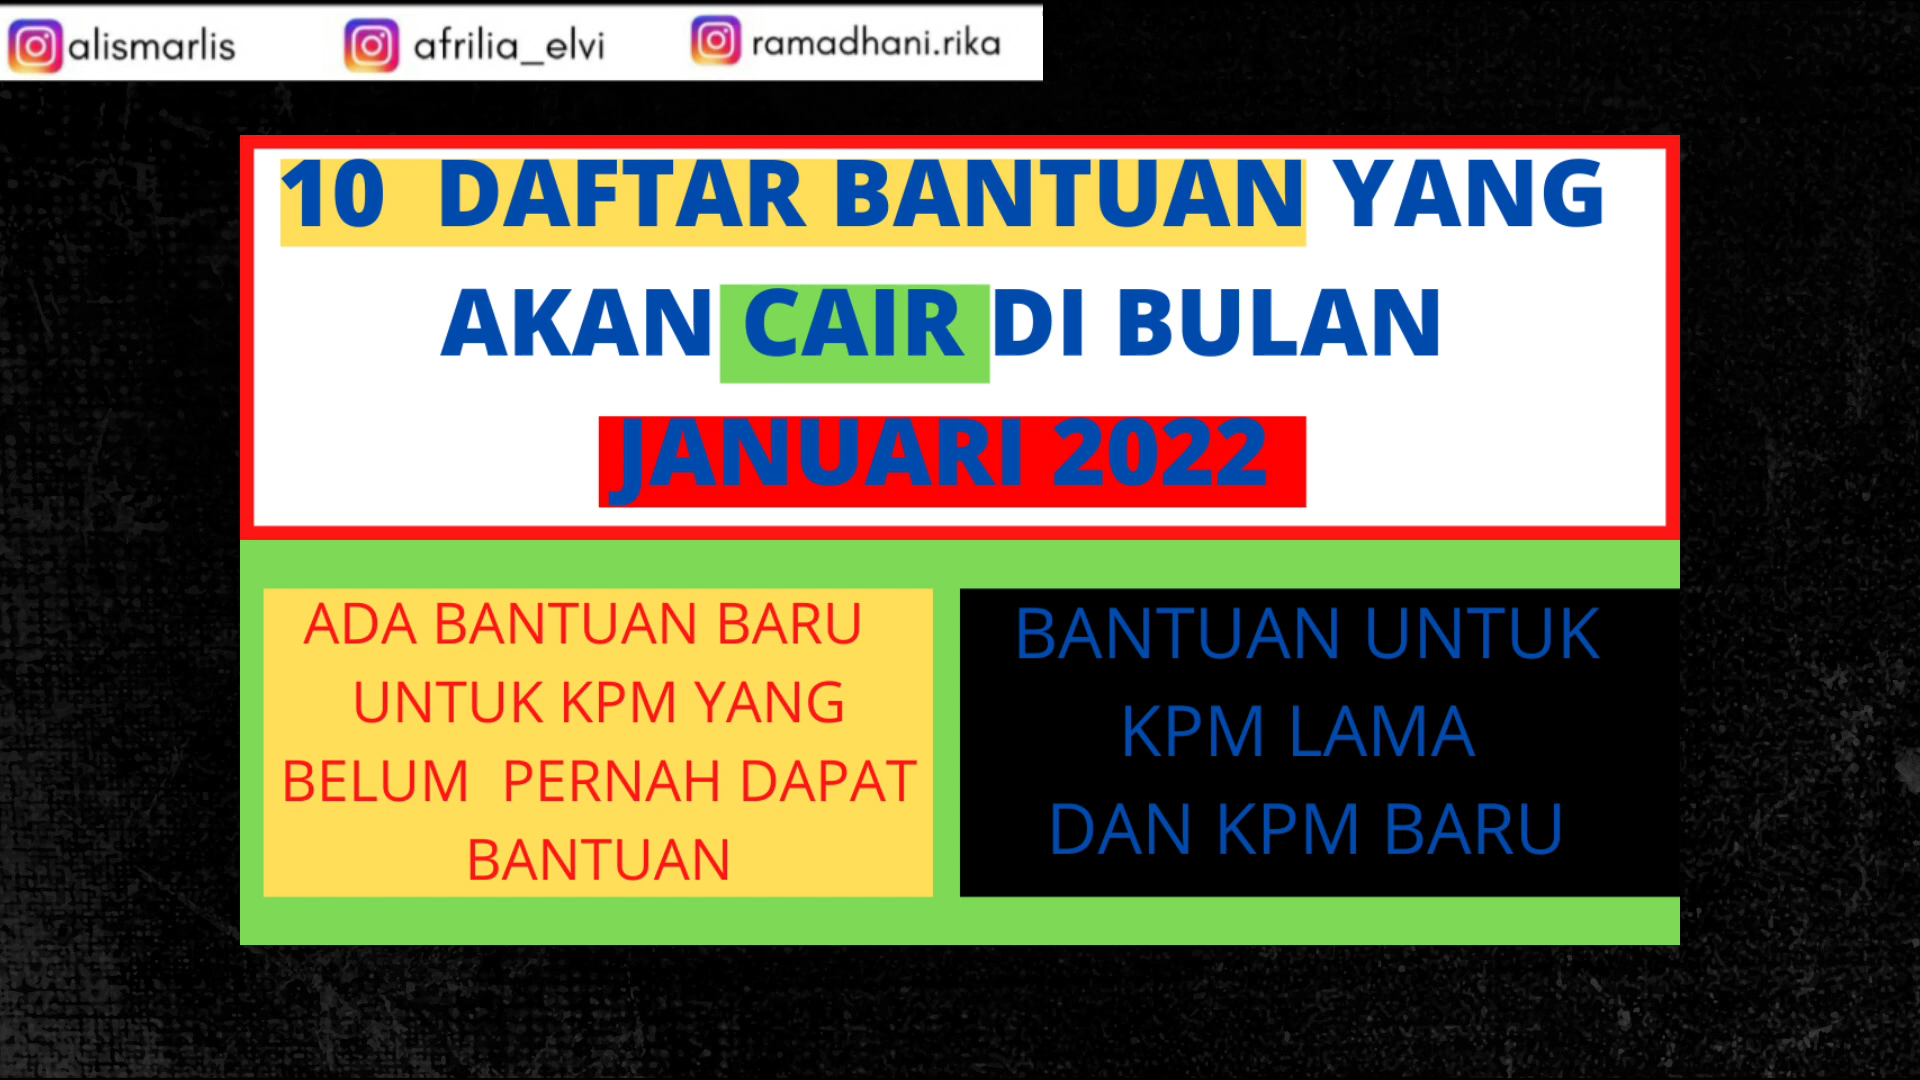 alismarlis afrilia_elvi ramadhani.rika
10 DAFTAR BANTUAN YANG
AKAN CAIR DI BULAN
JANUARI 2022
ADA BANTUAN BARU
UNTUK KPM YANG
BELUM PERNAH DAPAT
BANTUAN
BANTUAN UNTUK
KPM LAMA
DAN KPM BARU